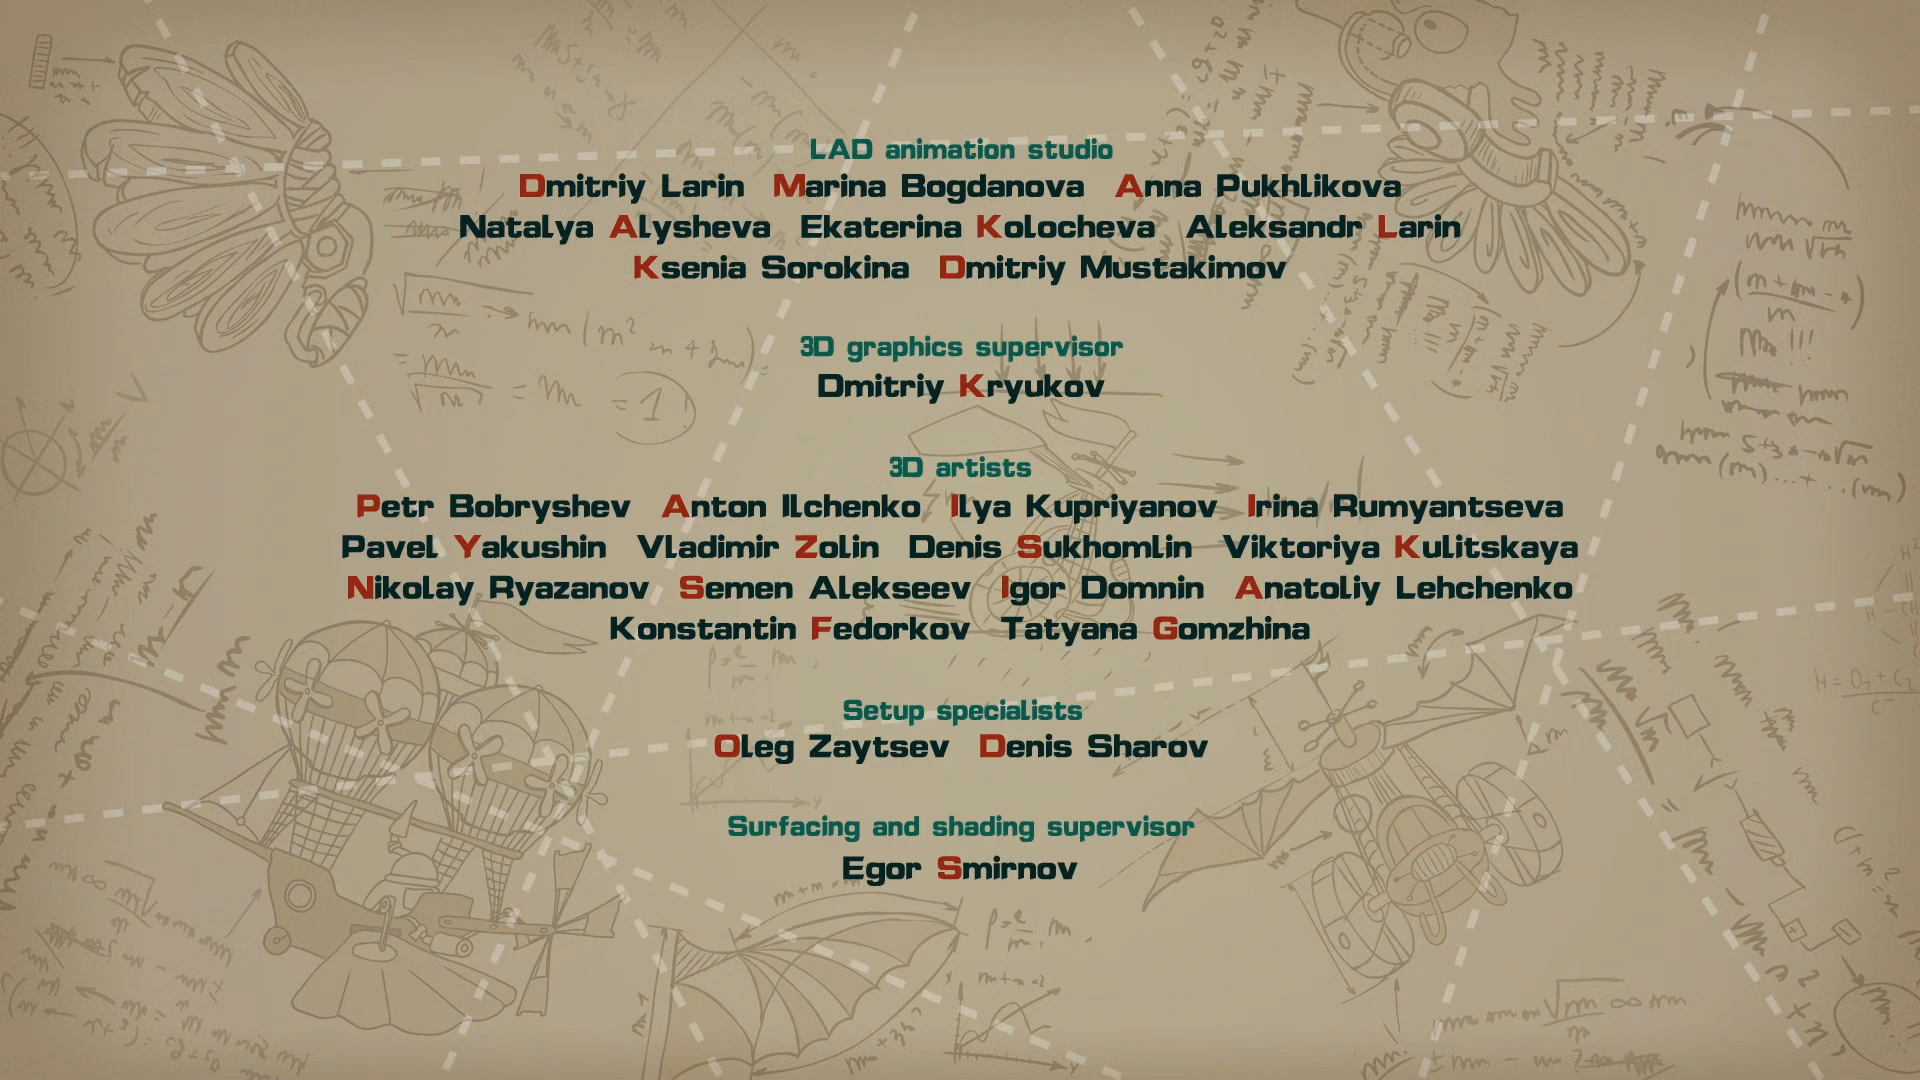 LAD animation studio
Dmitriy Larin Marina Bogdanova Anna Pukhlikova
Natalya Alysheva Ekaterina Kolocheva Aleksandr Larin
Ksenia Sorokina Dmitriy Mustakimov
3D graphics supervisor
Dmitriy Kryukov
3D artists
Petr Bobryshev Anton Ilchenko Ilya Kupriyanov Irina Rumyantseva
Pavel Yakushin Vladimir Zolin Denis Sukhomlin Viktoriya Kulitskaya
Nikolay Ryazanov Semen Alekseev Igor Domnin Anatoliy Lehchenko
Konstantin Fedorkov Tatyana Gomzhina
Setup specialists
Oleg Zaytsev Denis Sharov
Surfacing and shading supervisor
Egor Smirnov